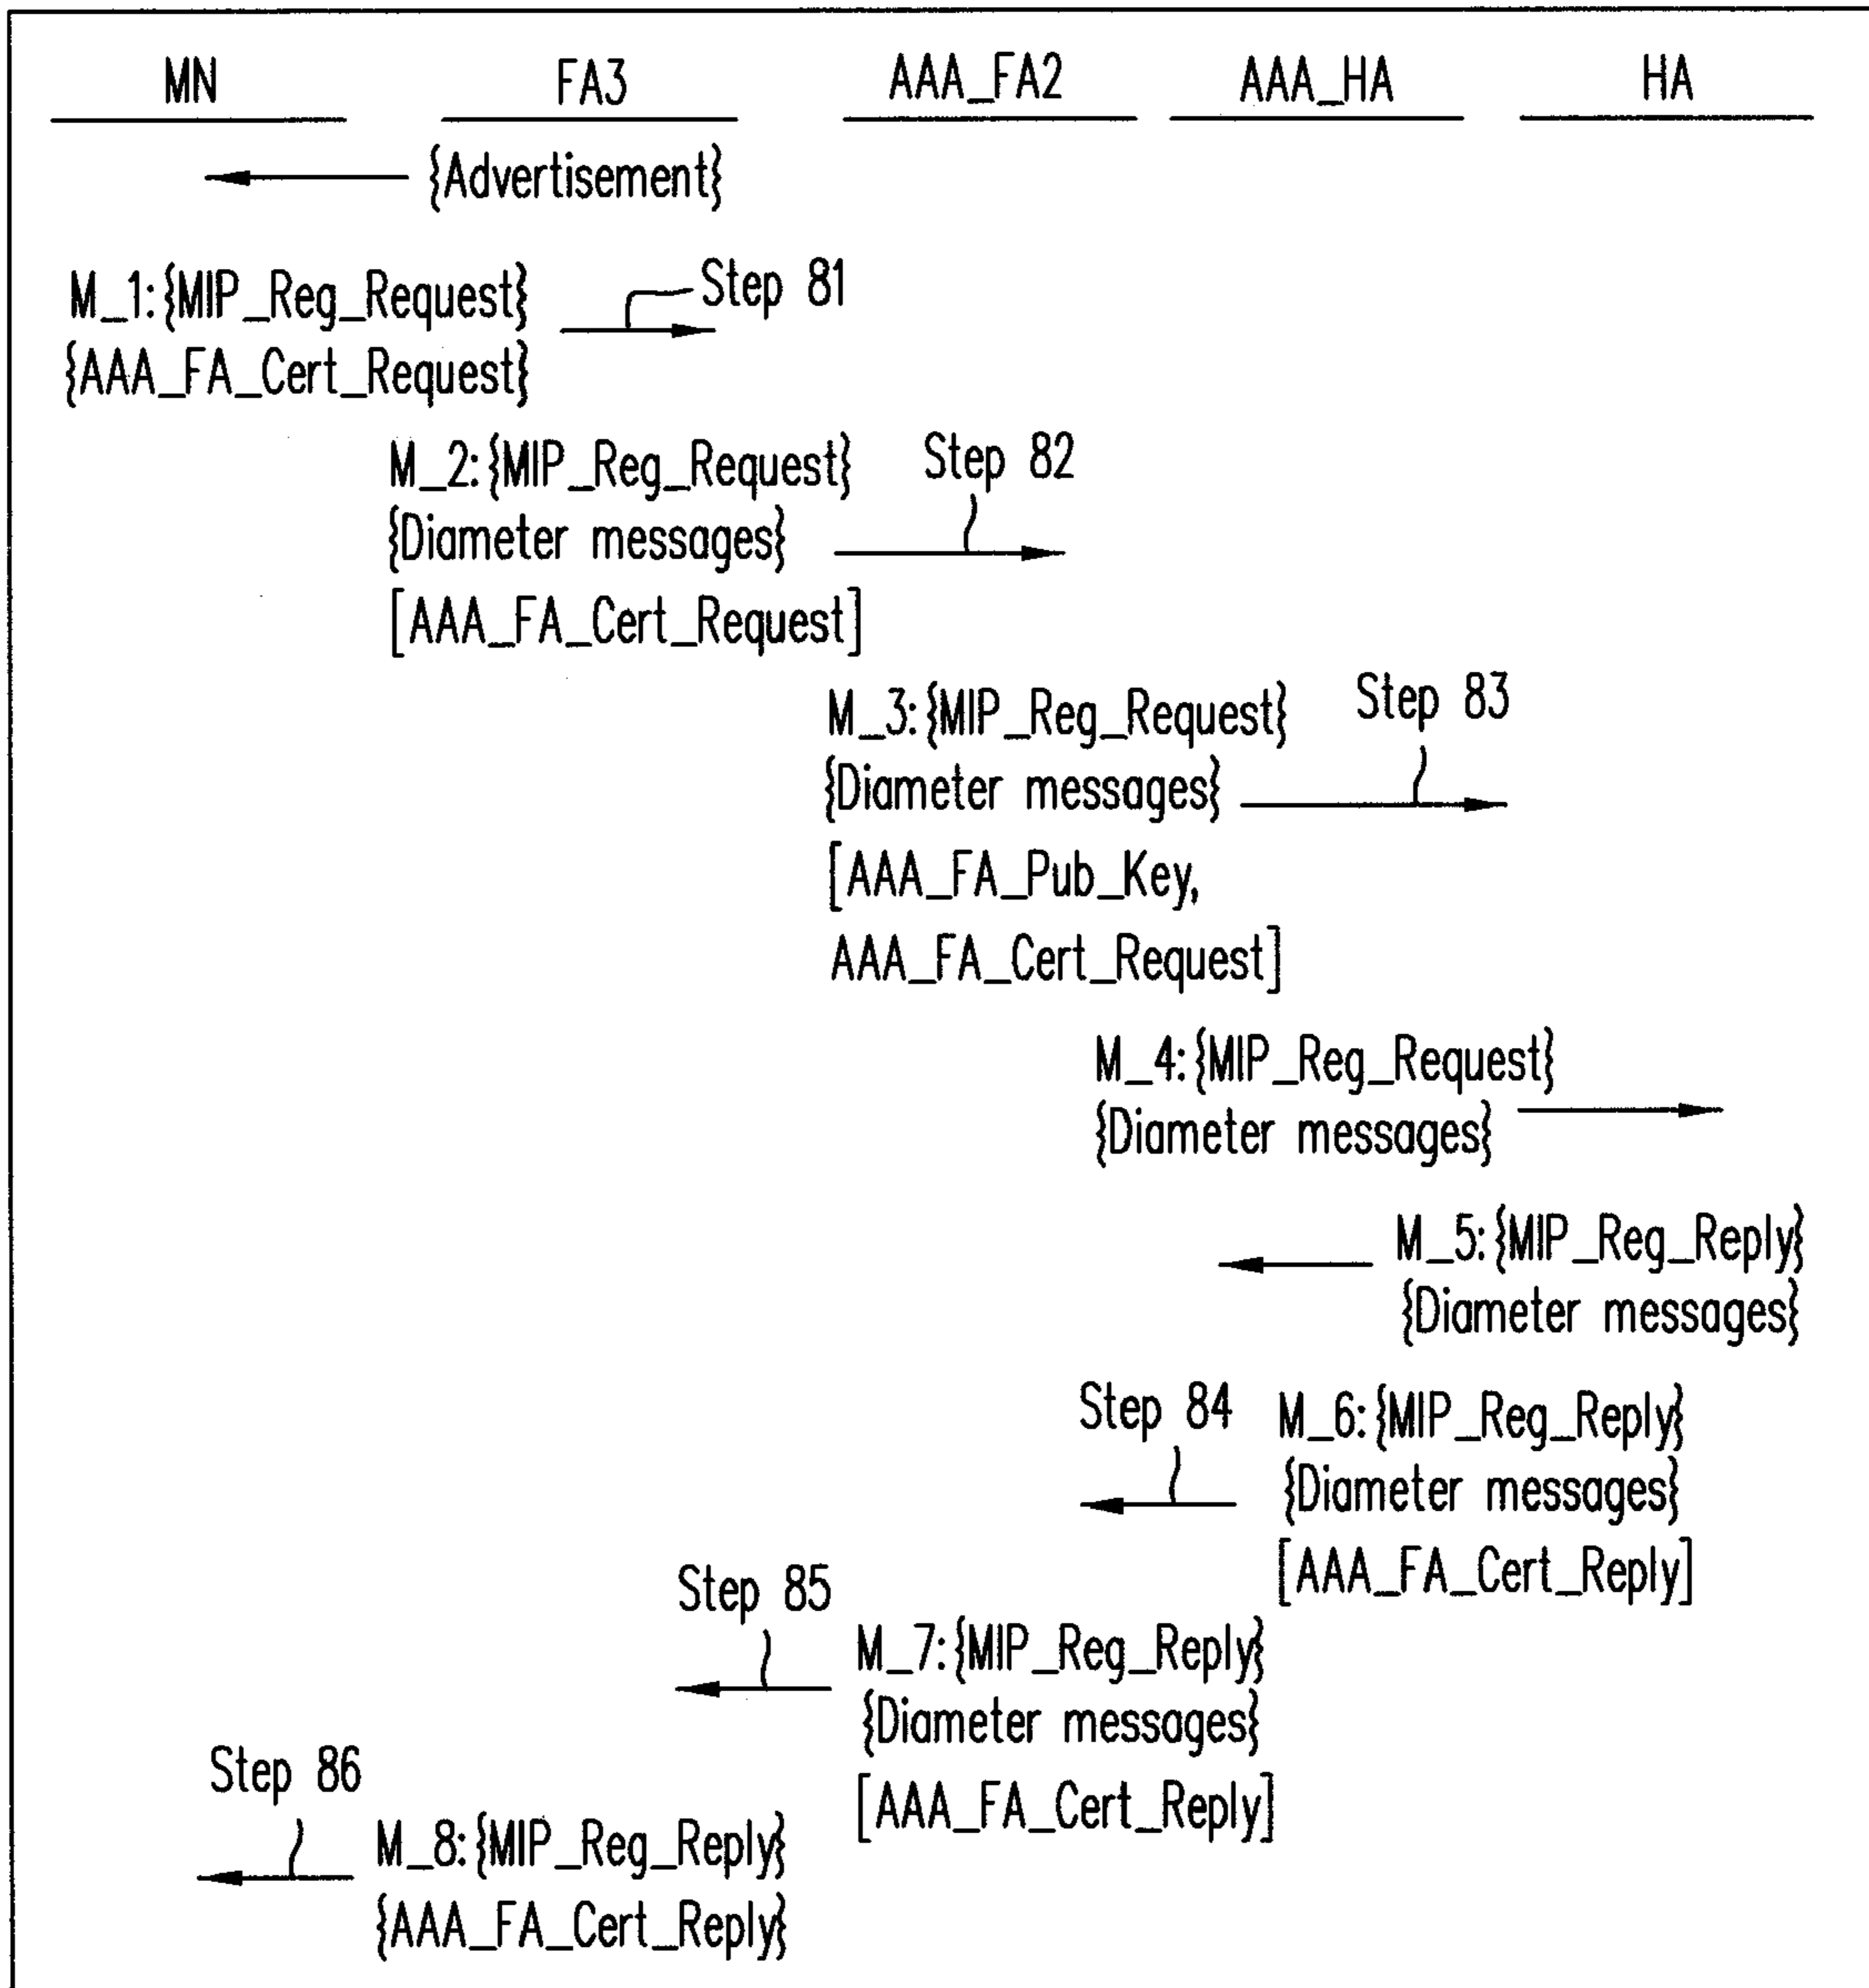 MN FA3 AAA_FA2 AAA_HA HA
{Advertisement}
M_1:{MIP_Reg_Request}
{AAA_FA_Cert_Request}
Step 81
M_2:{MIP_Reg_Request}
{Diameter messages}
[AAA_FA_Cert_Request]
Step 82
M_3:{MIP_Reg_Request}
{Diameter messages}
[AAA_FA_Pub_Key,
AAA_FA_Cert_Request]
Step 83
M_4:{MIP_Reg_Request}
{Diameter messages}
M_5:{MIP_Reg_Reply}
{Diameter messages}
Step 84
M_6:{MIP_Reg_Reply}
{Diameter messages}
[AAA_FA_Cert_Reply]
Step 85
M_7:{MIP_Reg_Reply}
{Diameter messages}
[AAA_FA_Cert_Reply]
Step 86
M_8:{MIP_Reg_Reply}
{AAA_FA_Cert_Reply}